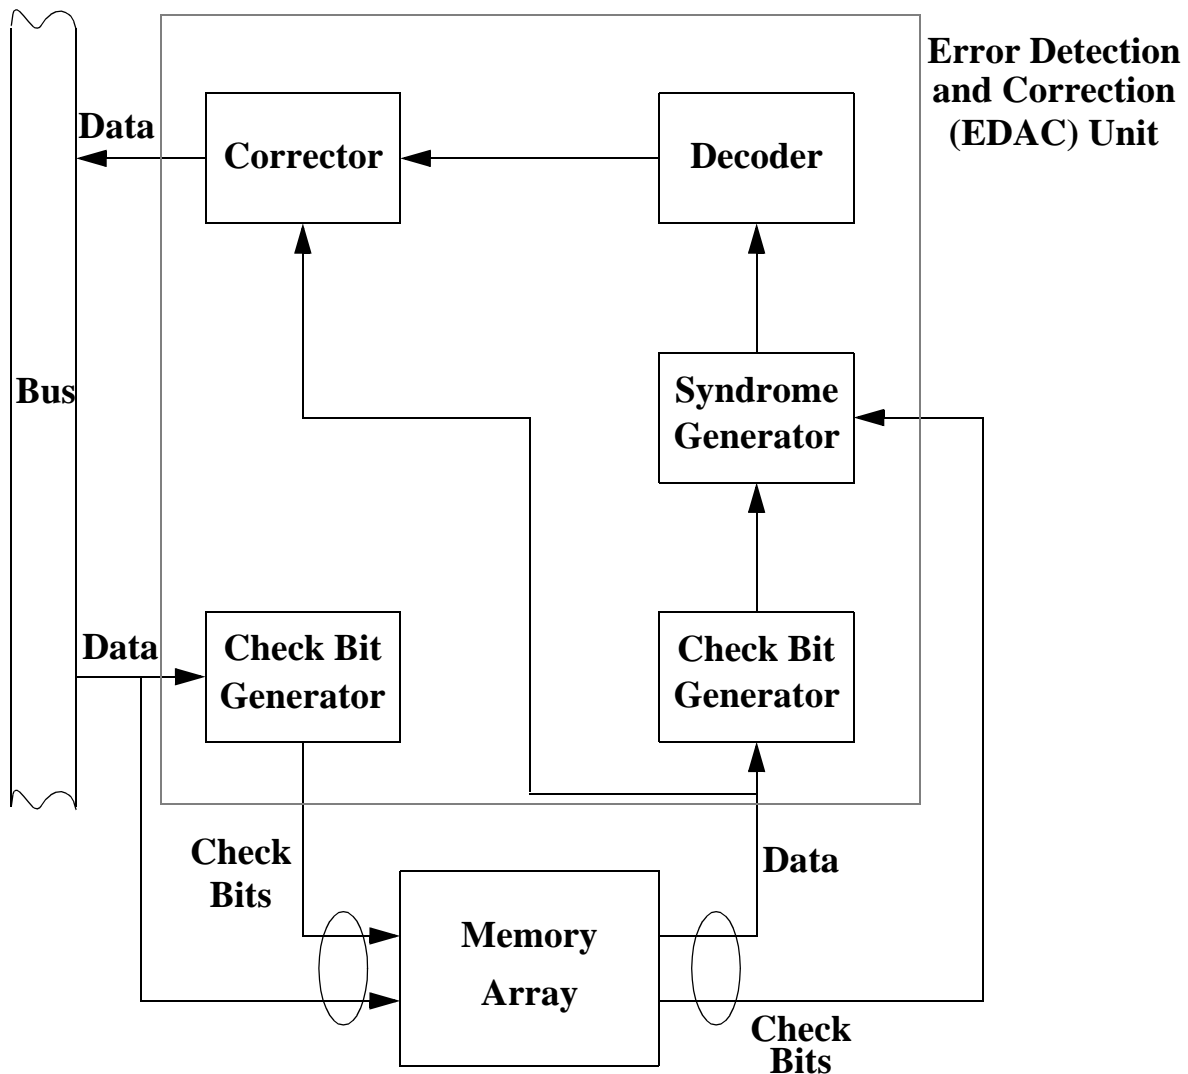 Error Detection
and Correction
(EDAC) Unit
Data
Corrector
Decoder
Bus
Syndrome
Generator
Data
Check Bit
Generator
Check Bit
Generator
Check
Bits
Data
Memory
Array
Check
Bits